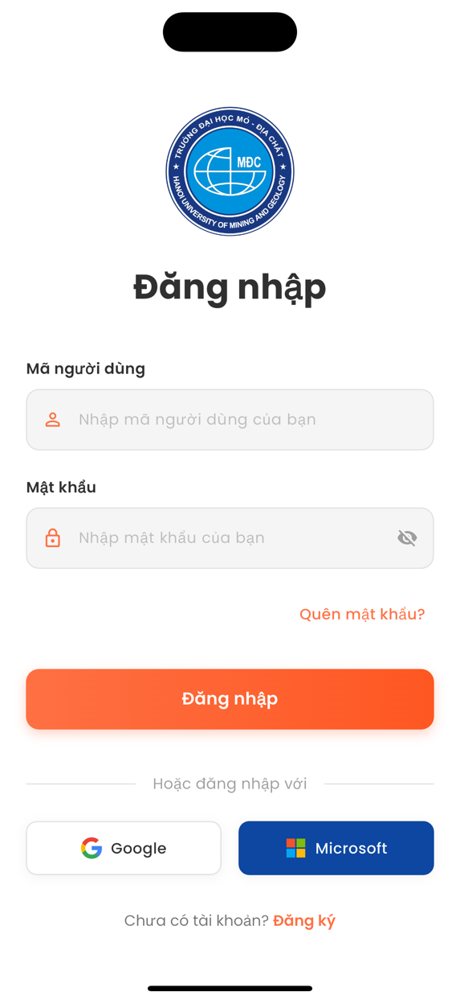 TRƯỜNG ĐẠI HỌC MỎ - ĐỊA CHẤT
MĐC
HANOI UNIVERSITY OF MINING AND GEOLOGY
Đăng nhập
Mã người dùng
Nhập mã người dùng của bạn
Mật khẩu
Nhập mật khẩu của bạn
Quên mật khẩu?
Đăng nhập
Hoặc đăng nhập với
Google
Microsoft
Chưa có tài khoản? Đăng ký